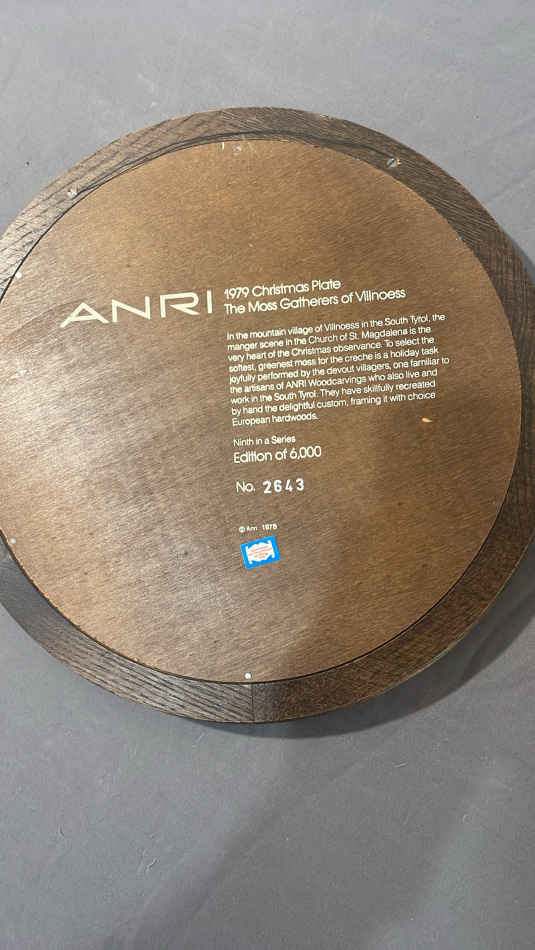 ANRI
1979 Christmas Plate
The Moss Gatherers of Villnoess
In the mountain village of Villnoess in the South Tyrol, the
manger scene in the Church of St. Magdalena is the
very heart of the Christmas observance. To select the
softest, greenest moss for the creche is a holiday task
joyfully performed by the devout villagers, one familiar to
the artisans of ANRI Woodcarvings who also live and
work in the South Tyrol. They have skillfully recreated
by hand the delightful custom, framing it with choice
European hardwoods.
Ninth in a Series
Edition of 6,000
No. 2643
© Anri 1979